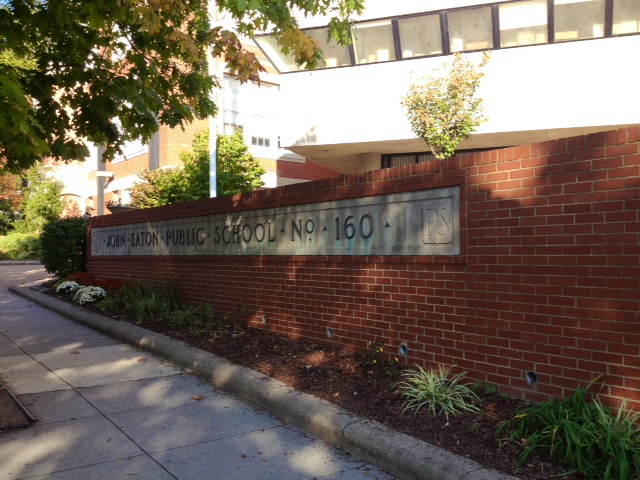 · JOHN · EATON · PUBLIC · SCHOOL · No · 160 ·
PS